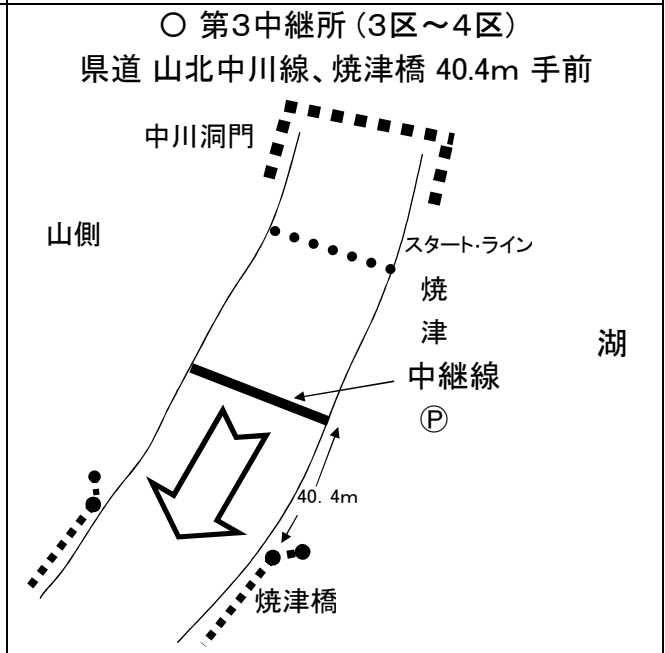 ○ 第3中継所(3区～4区)
県道 山北中川線、焼津橋 40.4m 手前
中川洞門
山側
スタート・ライン
焼
津
湖
中継線
Ⓟ
40．4m
焼津橋